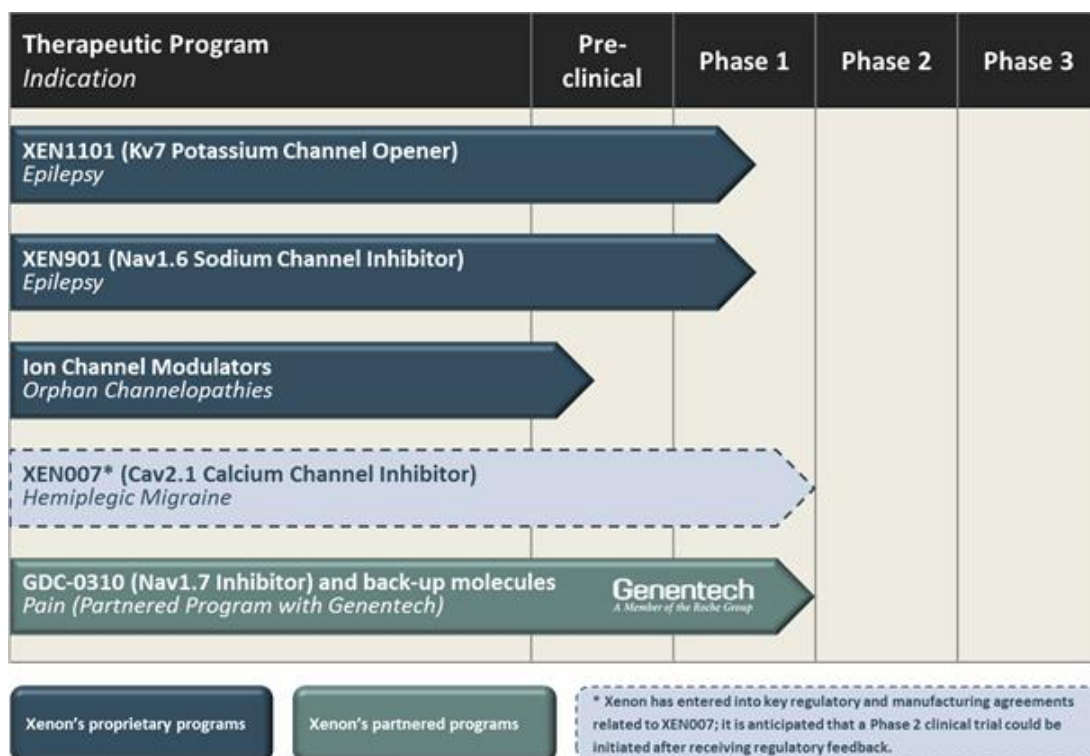 Therapeutic Program
Indication
Pre-
clinical
Phase 1
Phase 2
Phase 3
XEN1101 (Kv7 Potassium Channel Opener)
Epilepsy
XEN901 (Nav1.6 Sodium Channel Inhibitor)
Epilepsy
Ion Channel Modulators
Orphan Channelopathies
XEN007* (Cav2.1 Calcium Channel Inhibitor)
Hemiplegic Migraine
GDC-0310 (Nav1.7 Inhibitor) and back-up molecules
Pain (Partnered Program with Genentech)
Genentech
A Member of the Roche Group
Xenon's proprietary programs
Xenon's partnered programs
* Xenon has entered into key regulatory and manufacturing agreements
related to XEN007; it is anticipated that a Phase 2 clinical trial could be
initiated after receiving regulatory feedback.